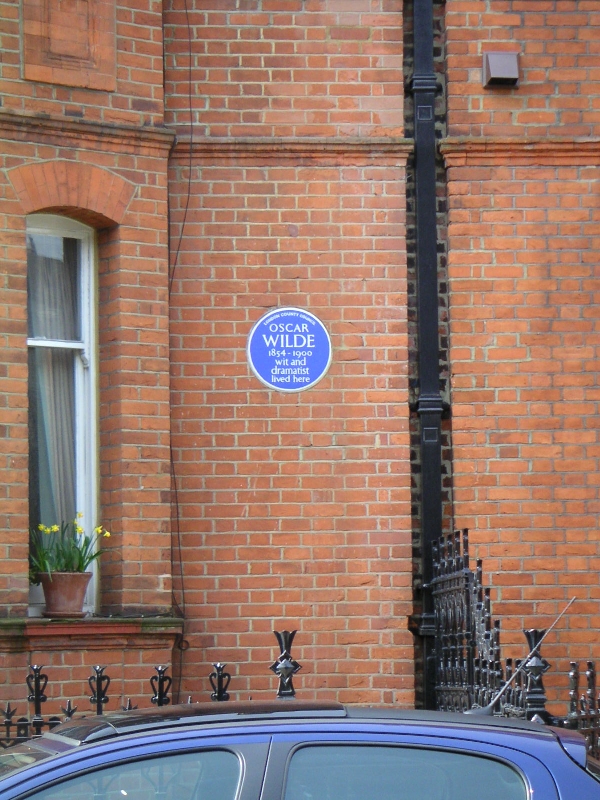 LONDON COUNTY COUNCIL
OSCAR
WILDE
1854-1900
wit and
dramatist
lived here